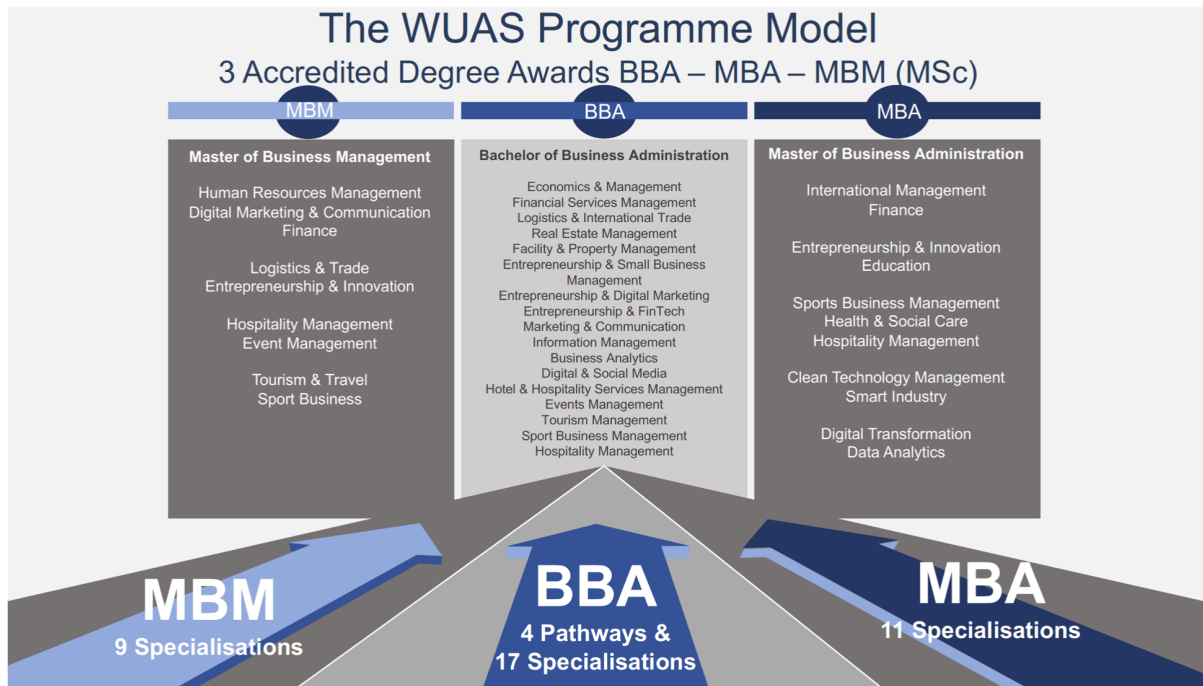 The WUAS Programme Model
3 Accredited Degree Awards BBA – MBA – MBM (MSc)
MBM
Master of Business Management
Human Resources Management
Digital Marketing & Communication
Finance
Logistics & Trade
Entrepreneurship & Innovation
Hospitality Management
Event Management
Tourism & Travel
Sport Business
BBA
Bachelor of Business Administration
Economics & Management
Financial Services Management
Logistics & International Trade
Real Estate Management
Facility & Property Management
Entrepreneurship & Small Business
Management
Entrepreneurship & Digital Marketing
Entrepreneurship & FinTech
Marketing & Communication
Information Management
Business Analytics
Digital & Social Media
Hotel & Hospitality Services Management
Events Management
Tourism Management
Sport Business Management
Hospitality Management
MBA
Master of Business Administration
International Management
Finance
Entrepreneurship & Innovation
Education
Sports Business Management
Health & Social Care
Hospitality Management
Clean Technology Management
Smart Industry
Digital Transformation
Data Analytics
MBM
9 Specialisations
BBA
4 Pathways &
17 Specialisations
MBA
11 Specialisations